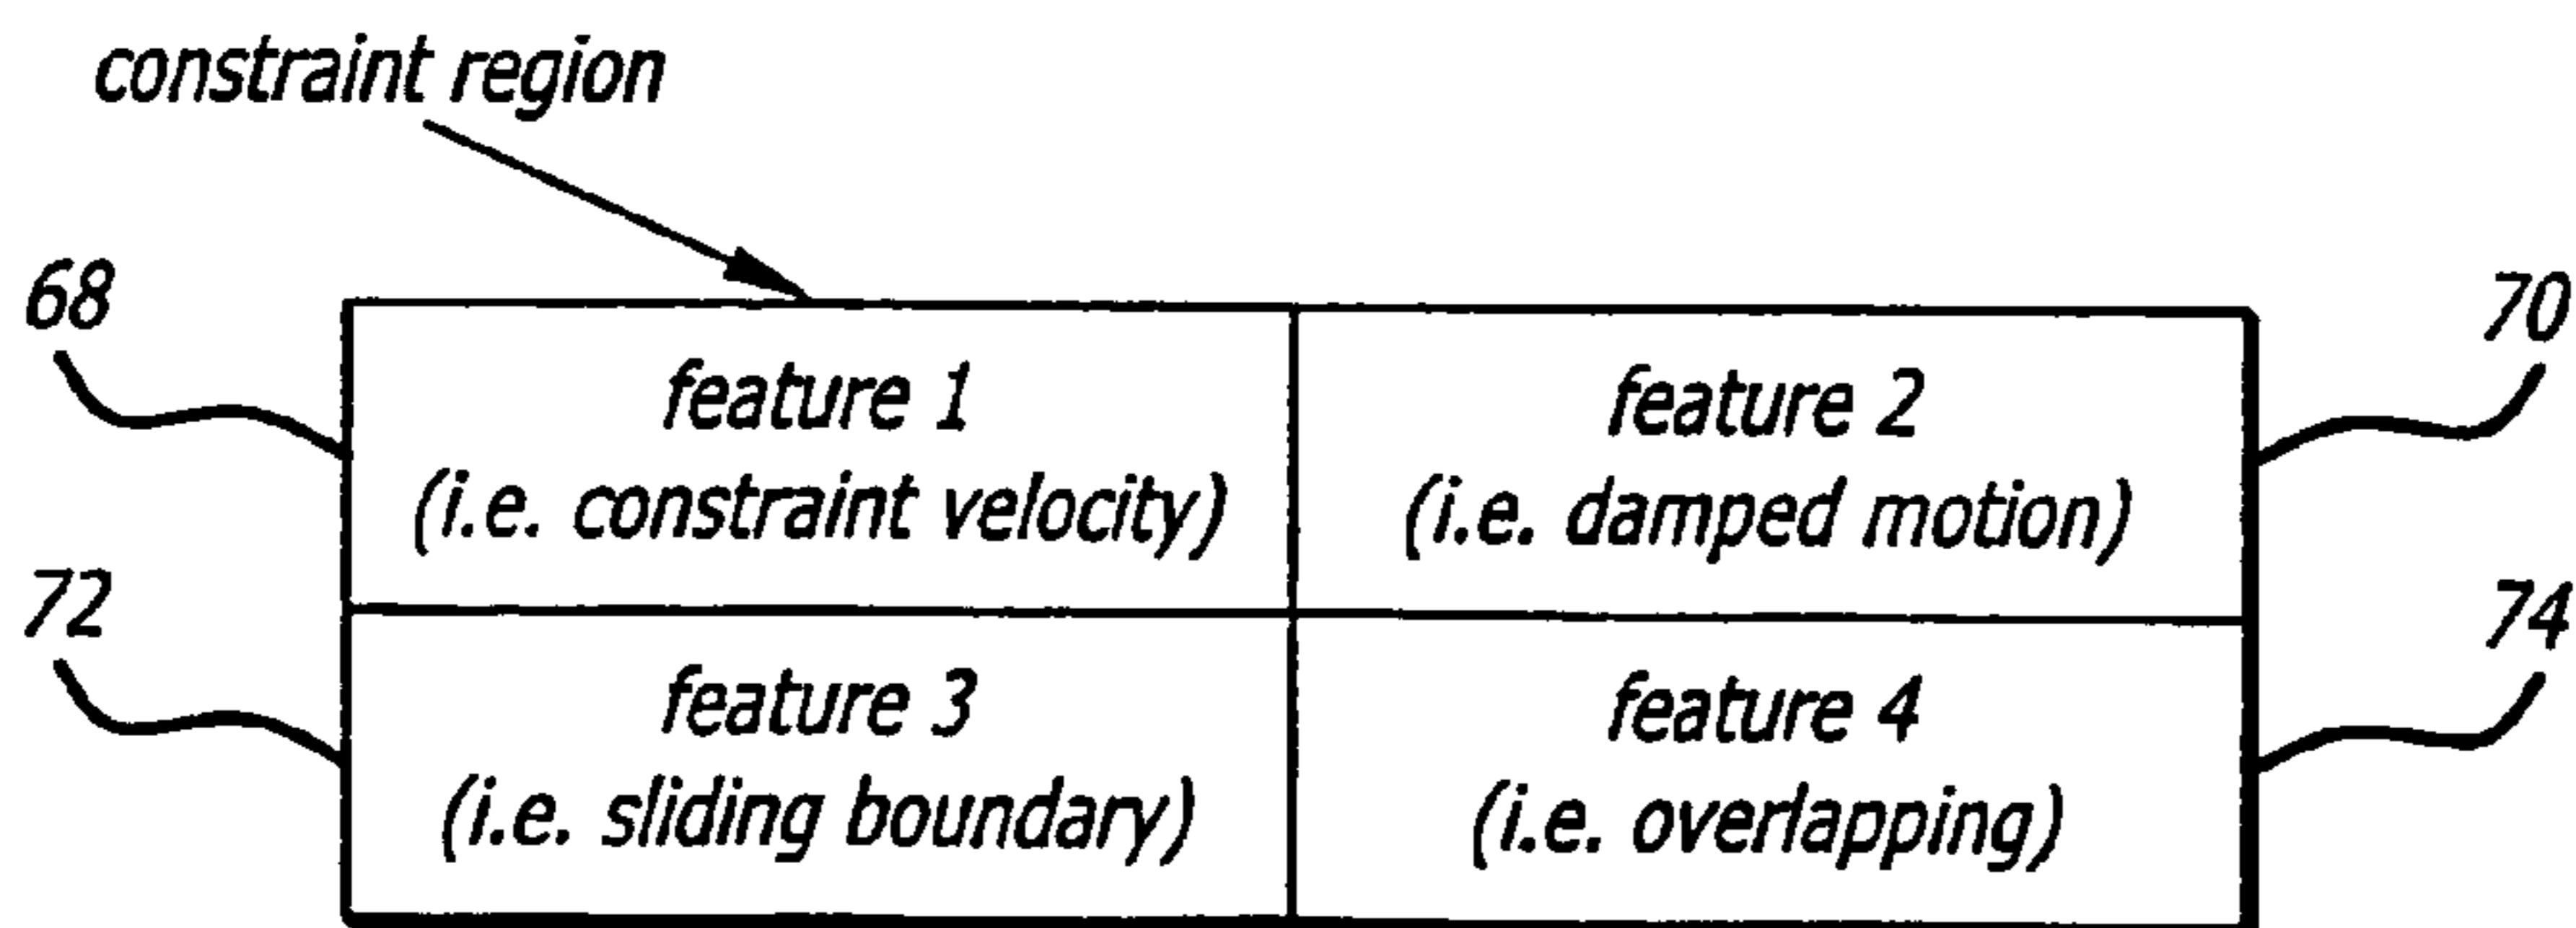 constraint region
68
70
feature 1
(i.e. constraint velocity)
feature 2
(i.e. damped motion)
72
74
feature 3
(i.e. sliding boundary)
feature 4
(i.e. overlapping)